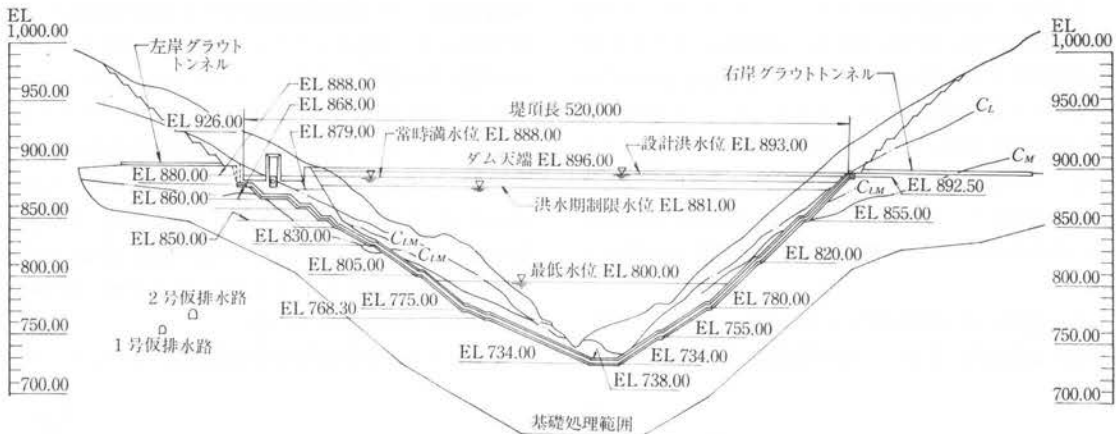 EL
1,000.00
950.00
900.00
850.00
800.00
750.00
700.00
左岸グラウト
トンネル
EL 888.00
EL 868.00
EL 926.00
EL 879.00
EL 880.00
EL 860.00
EL 850.00
EL 830.00
EL 805.00
EL 775.00
EL 768.30
EL 734.00
2号仮排水路
1号仮排水路
堤頂長 520,000
常時満水位 EL 888.00
ダム天端 EL 896.00
設計洪水位 EL 893.00
洪水期制限水位 EL 881.00
最低水位 EL 800.00
CLM
CLM
右岸グラウトトンネル
CL
CM
CLM
EL 892.50
EL 855.00
EL 820.00
EL 780.00
EL 755.00
EL 734.00
EL 738.00
基礎処理範囲
EL
1,000.00
950.00
900.00
850.00
800.00
750.00
700.00